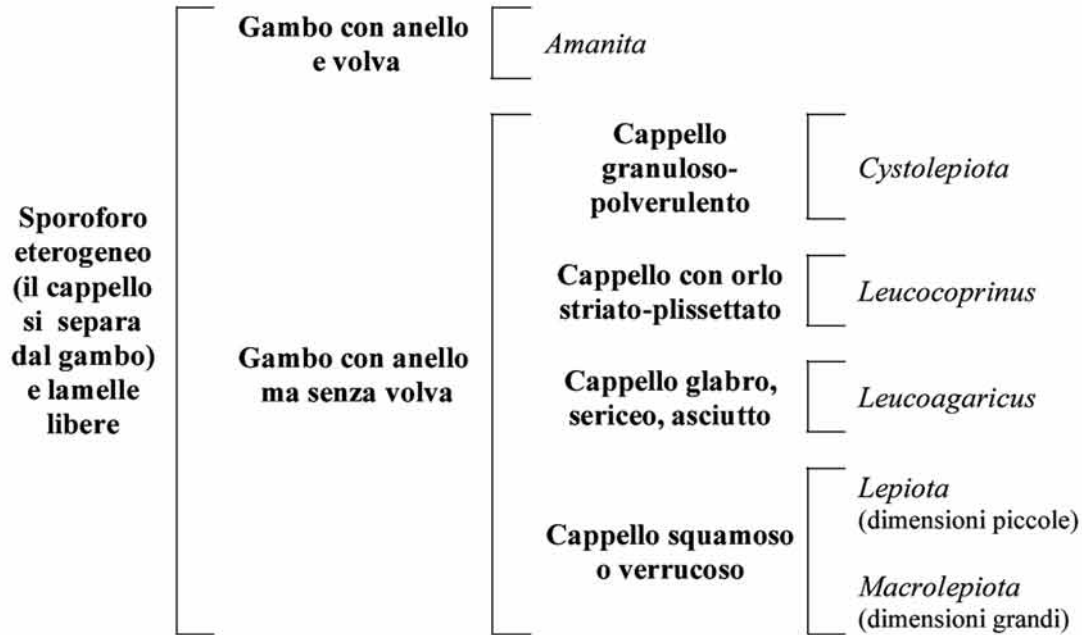 Sporoforo
eterogeneo
(il cappello
si separa
dal gambo)
e lamelle
libere
Gambo con anello
e volva
Amanita
Gambo con anello
ma senza volva
Cappello
granuloso-
polverulento
Cystolepiota
Cappello con orlo
striato-plissettato
Leucocoprinus
Cappello glabro,
sericeo, asciutto
Leucoagaricus
Cappello squamoso
o verrucoso
Lepiota
(dimensioni piccole)
Macrolepiota
(dimensioni grandi)